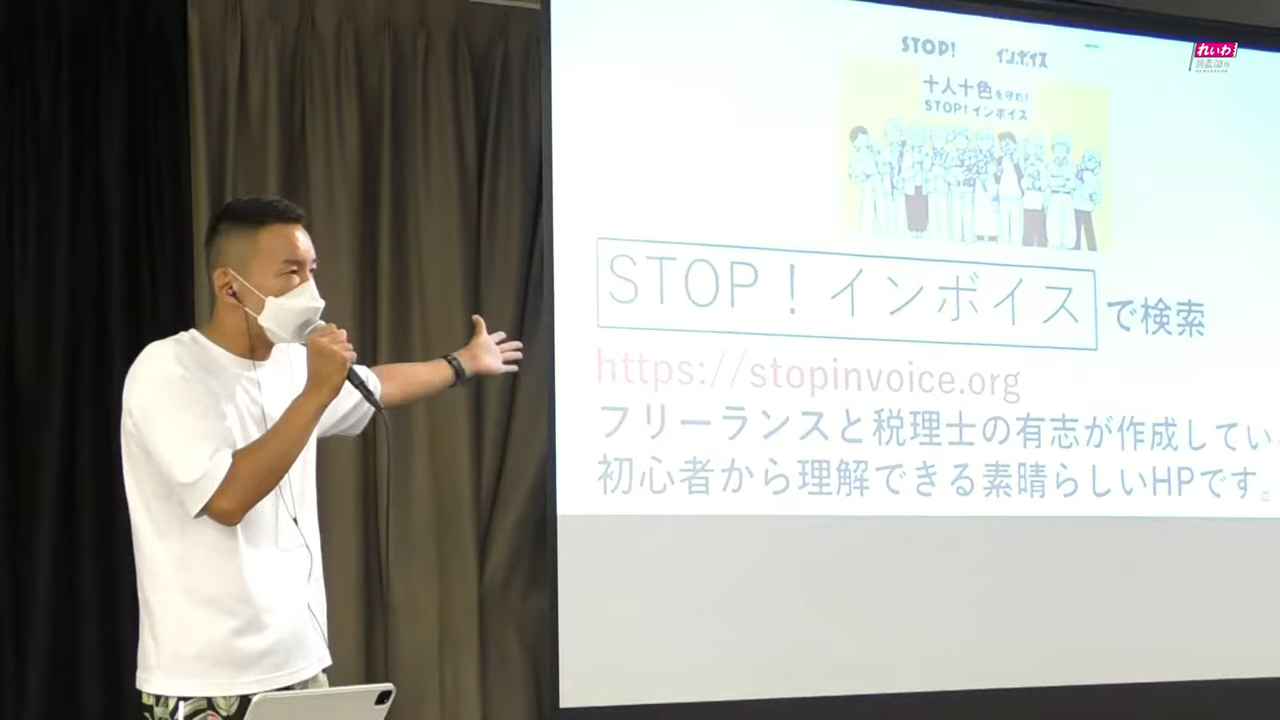 STOP! インボイス
十人十色を守れ!
STOP!インボイス
れいわ
STOP!インボイス で検索
https://stopinvoice.org
フリーランスと税理士の有志が作成してい
初心者から理解できる素晴らしいHPです。